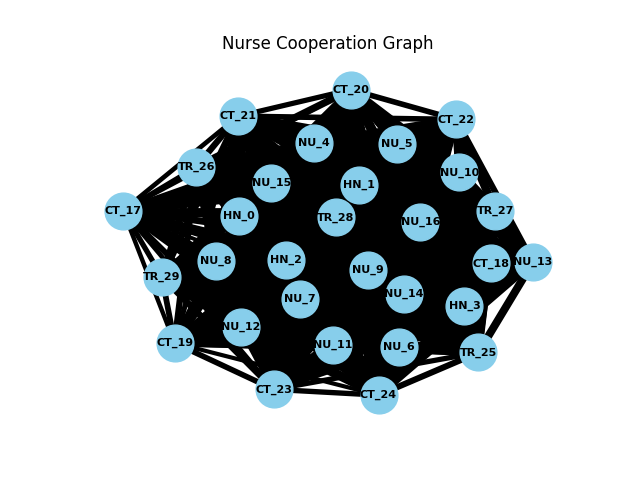 Nurse Cooperation Graph
CT_20
CT_21
CT_22
NU_4
NU_5
TR_26
NU_10
NU_15
HN_1
CT_17
HN_0
TR_28
NU_16
TR_27
NU_8
HN_2
NU_9
CT_18
NU_13
TR_29
NU_7
NU_14
HN_3
NU_12
CT_19
NU_11
NU_6
TR_25
CT_23
CT_24